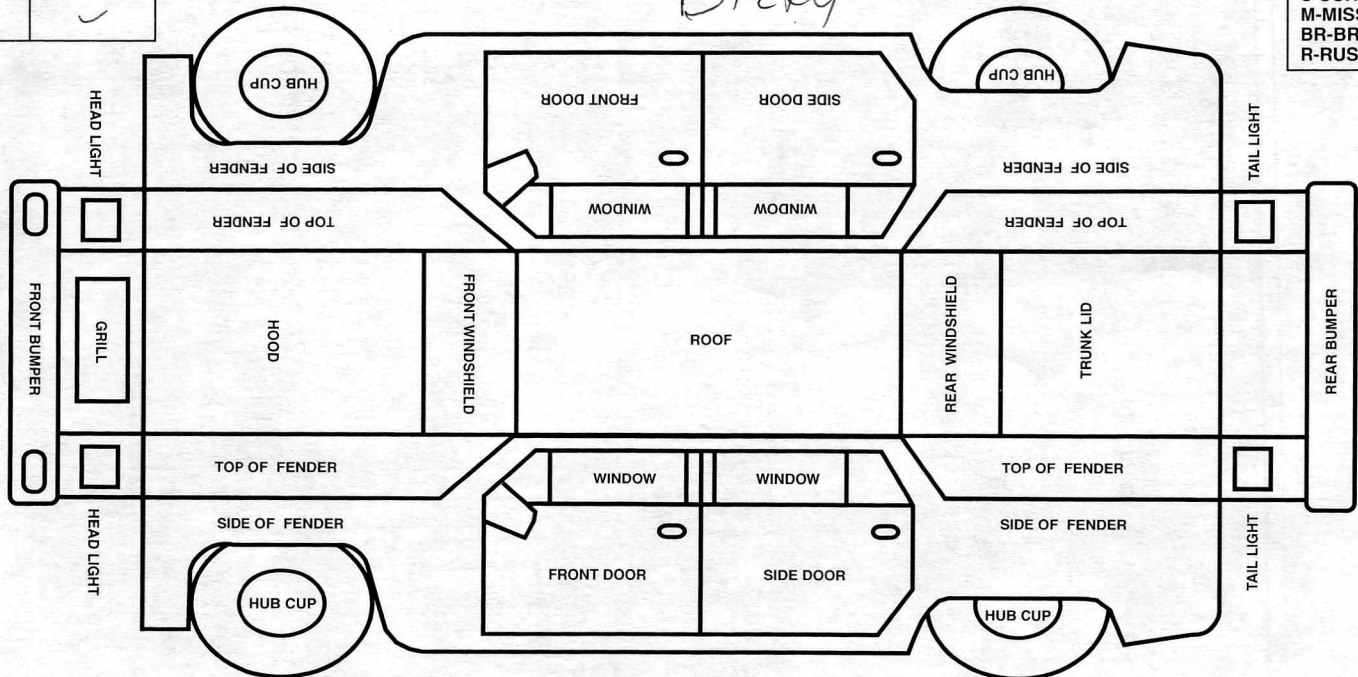 M-MISS
BR-BR
R-RUS
HUB CUP
HUB CUP
HEAD LIGHT
FRONT DOOR
SIDE DOOR
TAIL LIGHT
SIDE OF FENDER
SIDE OF FENDER
TOP OF FENDER
WINDOW
WINDOW
TOP OF FENDER
FRONT BUMPER
GRILL
HOOD
FRONT WINDSHIELD
ROOF
REAR WINDSHIELD
TRUNK LID
REAR BUMPER
TOP OF FENDER
WINDOW
WINDOW
TOP OF FENDER
HEAD LIGHT
SIDE OF FENDER
SIDE OF FENDER
TAIL LIGHT
FRONT DOOR
SIDE DOOR
HUB CUP
HUB CUP